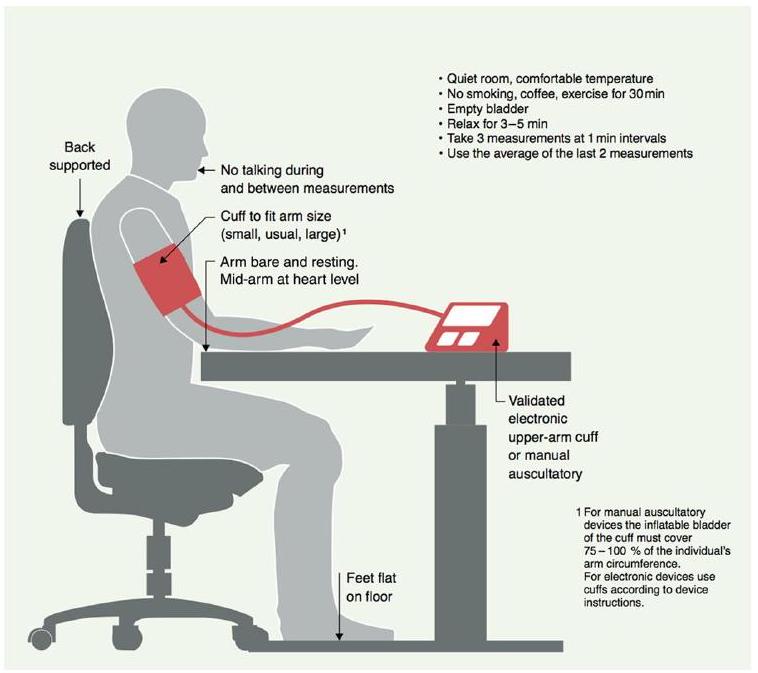 • Quiet room, comfortable temperature
• No smoking, coffee, exercise for 30 min
• Empty bladder
• Relax for 3–5 min
• Take 3 measurements at 1 min intervals
• Use the average of the last 2 measurements
Back
supported
No talking during
and between measurements
Cuff to fit arm size
(small, usual, large)¹
Arm bare and resting.
Mid-arm at heart level
Validated
electronic
upper-arm cuff
or manual
auscultatory
1 For manual auscultatory
devices the inflatable bladder
of the cuff must cover
75–100 % of the individual's
arm circumference.
For electronic devices use
cuffs according to device
instructions.
Feet flat
on floor